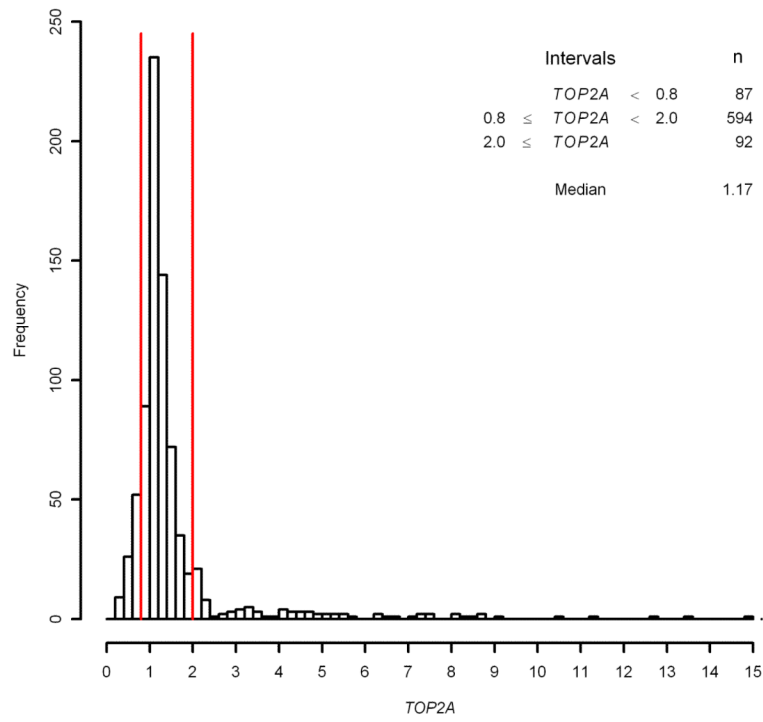 250
200
150
100
50
0
Frequency
Intervals n
TOP2A < 0.8 87
0.8 ≤ TOP2A < 2.0 594
2.0 ≤ TOP2A 92
Median 1.17
0 1 2 3 4 5 6 7 8 9 10 11 12 13 14 15
TOP2A